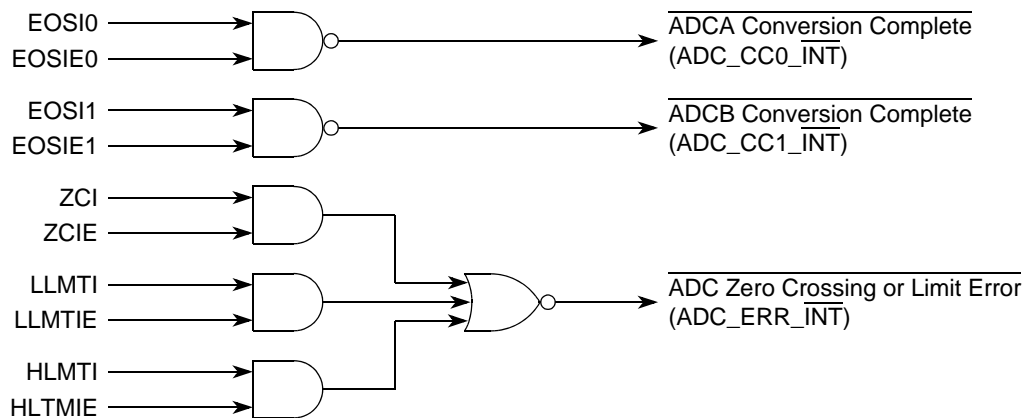 EOSI0
EOSIE0
ADCA Conversion Complete
(ADC_CC0_INT)
EOSI1
EOSIE1
ADCB Conversion Complete
(ADC_CC1_INT)
ZCI
ZCIE
LLMTI
LLMTIE
ADC Zero Crossing or Limit Error
(ADC_ERR_INT)
HLMTI
HLTMIE